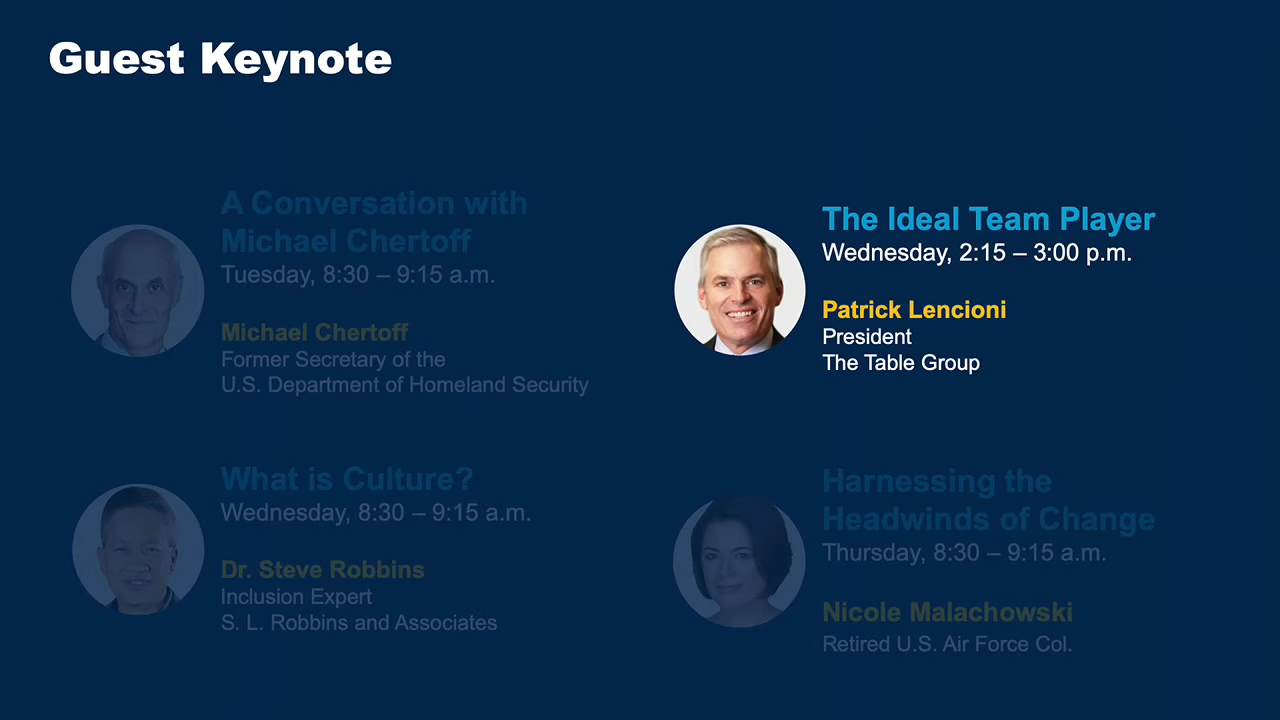 Guest Keynote
A Conversation with
Michael Chertoff
Tuesday, 8:30 – 9:15 a.m.
Michael Chertoff
Former Secretary of the
U.S. Department of Homeland Security
The Ideal Team Player
Wednesday, 2:15 – 3:00 p.m.
Patrick Lencioni
President
The Table Group
What is Culture?
Wednesday, 8:30 – 9:15 a.m.
Dr. Steve Robbins
Inclusion Expert
S. L. Robbins and Associates
Harnessing the
Headwinds of Change
Thursday, 8:30 – 9:15 a.m.
Nicole Malachowski
Retired U.S. Air Force Col.